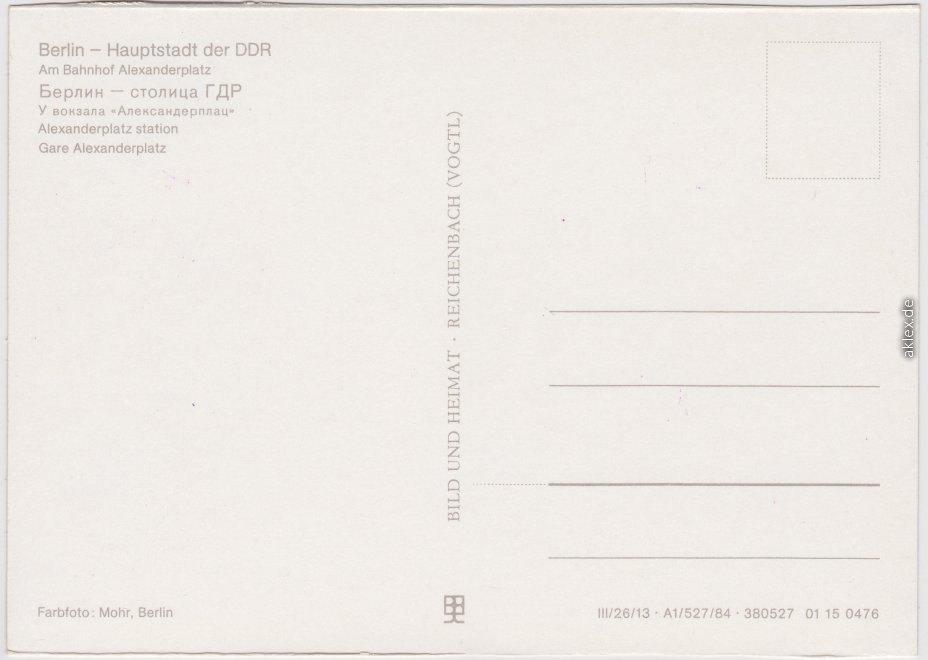 Berlin – Hauptstadt der DDR
Am Bahnhof Alexanderplatz
Берлин — столица ГДР
У вокзала «Александерплац»
Alexanderplatz station
Gare Alexanderplatz
BILD UND HEIMAT · REICHENBACH (VOGTL)
Farbfoto: Mohr, Berlin
III/26/13 · A1/527/84 · 380527 01 15 0476
aklex.de